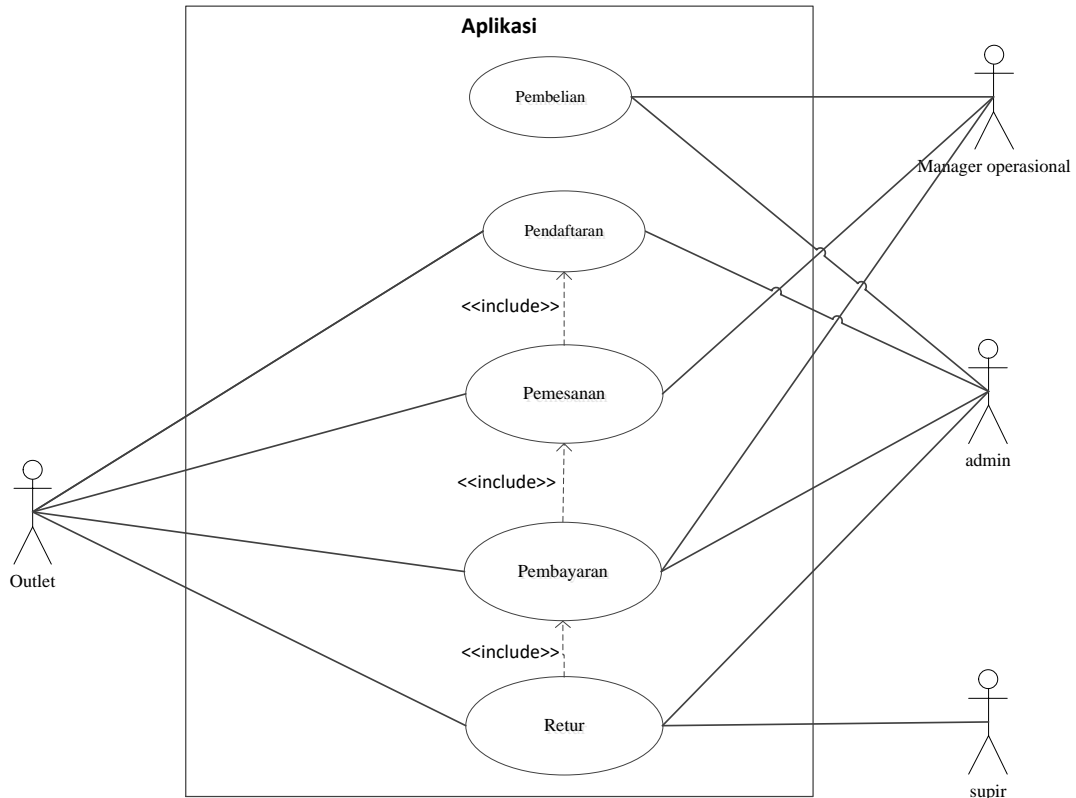 Aplikasi
Pembelian
Manager operasional
Pendaftaran
<<include>>
Pemesanan
admin
<<include>>
Outlet
Pembayaran
<<include>>
Retur
supir